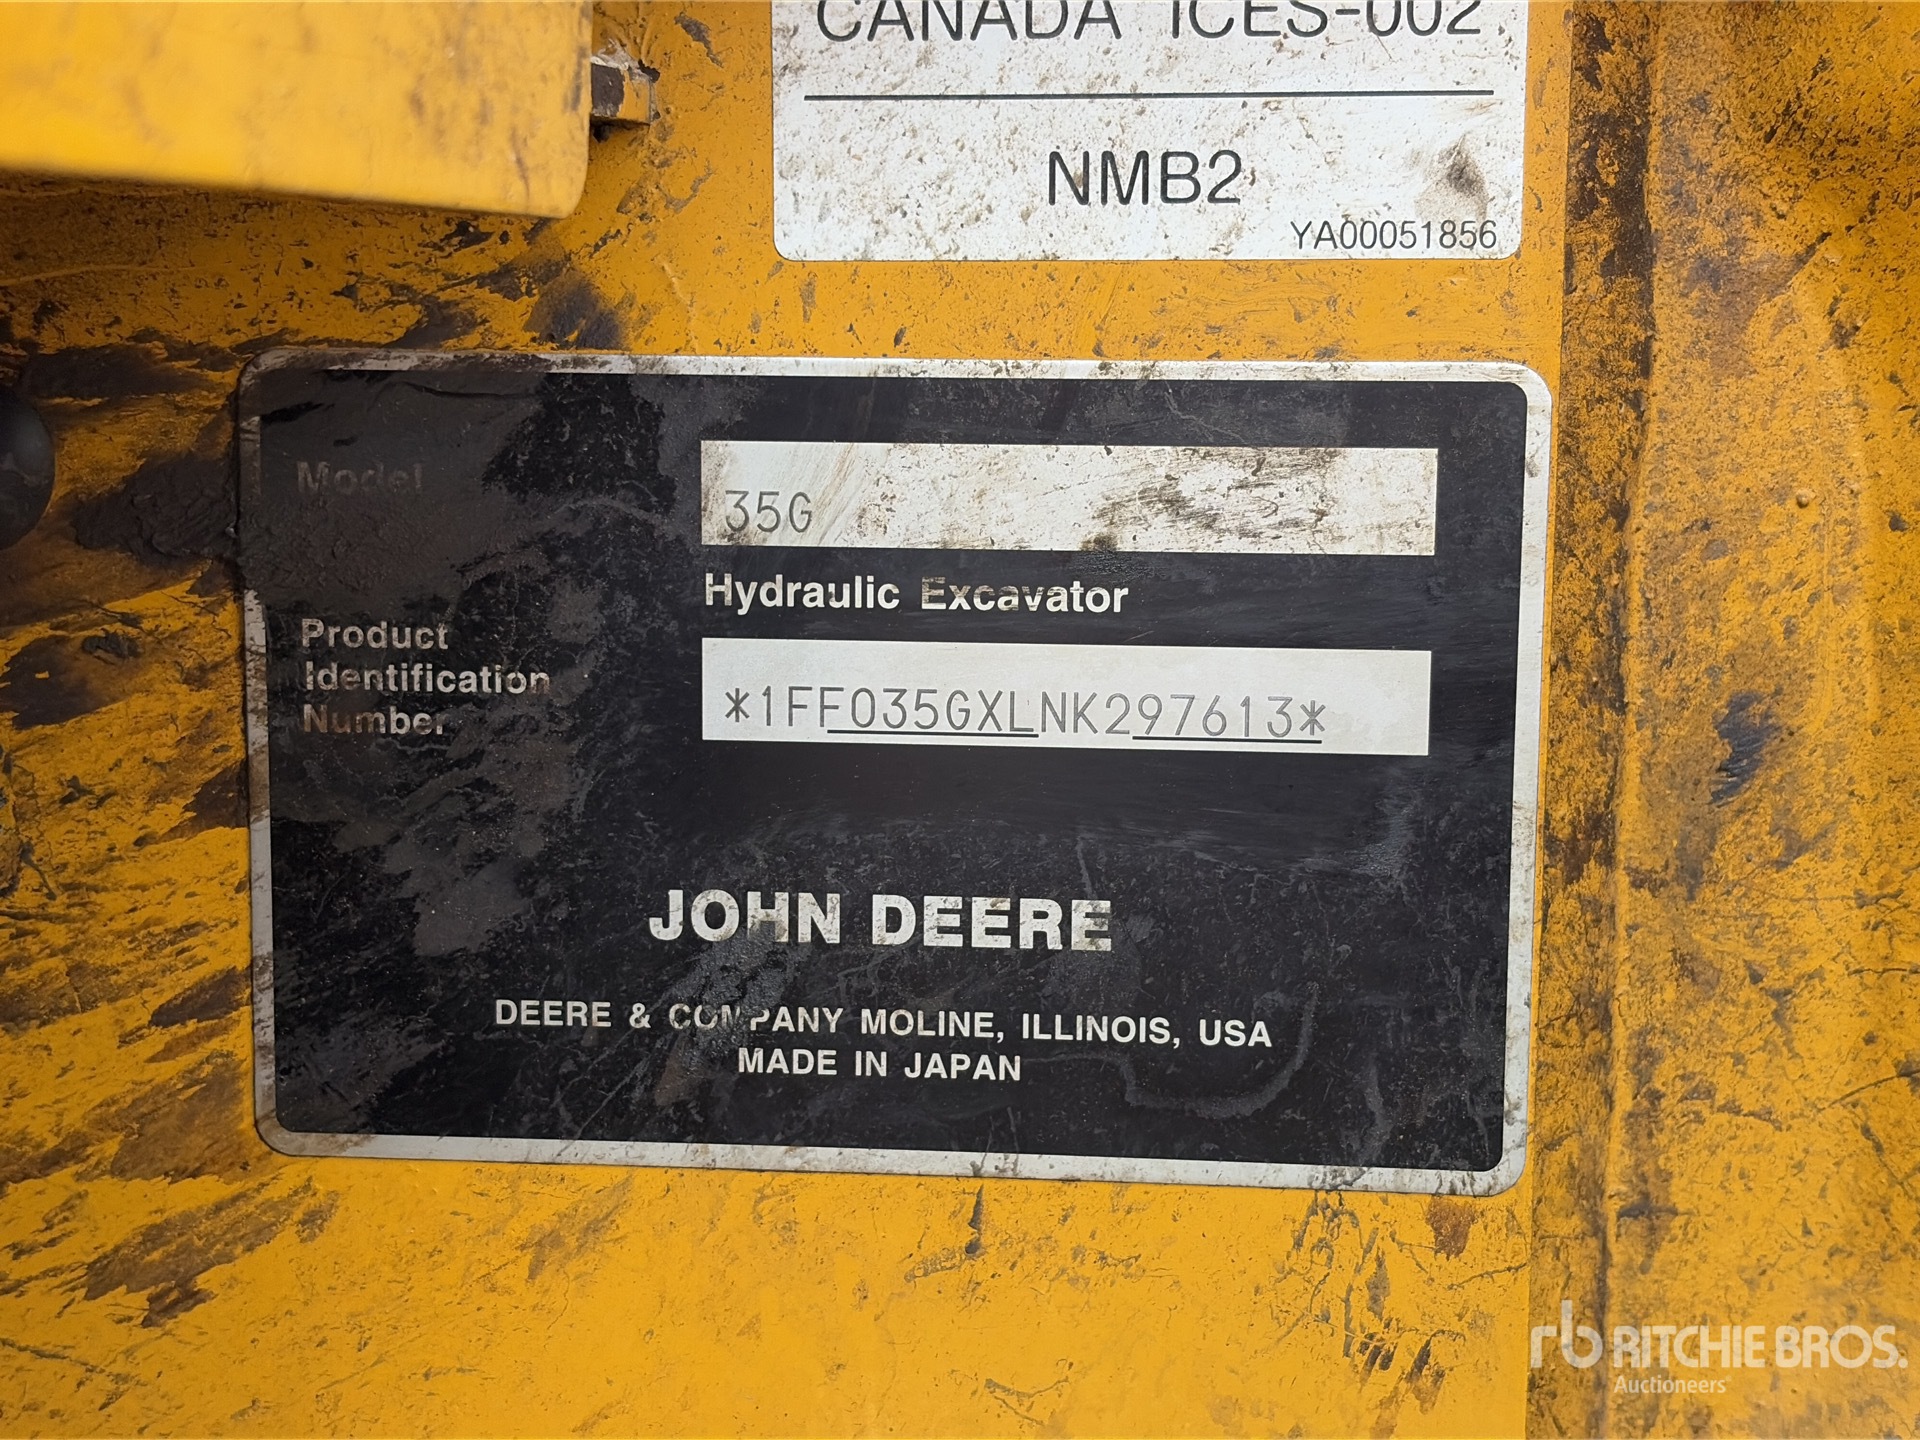 CANADA ICES-002
NMB2
YA00051856
Model
35G
Hydraulic Excavator
Product
Identification
Number
*1FF035GXLNK297613*
JOHN DEERE
DEERE & COMPANY MOLINE, ILLINOIS, USA
MADE IN JAPAN
rb RITCHIE BROS.
Auctioneers